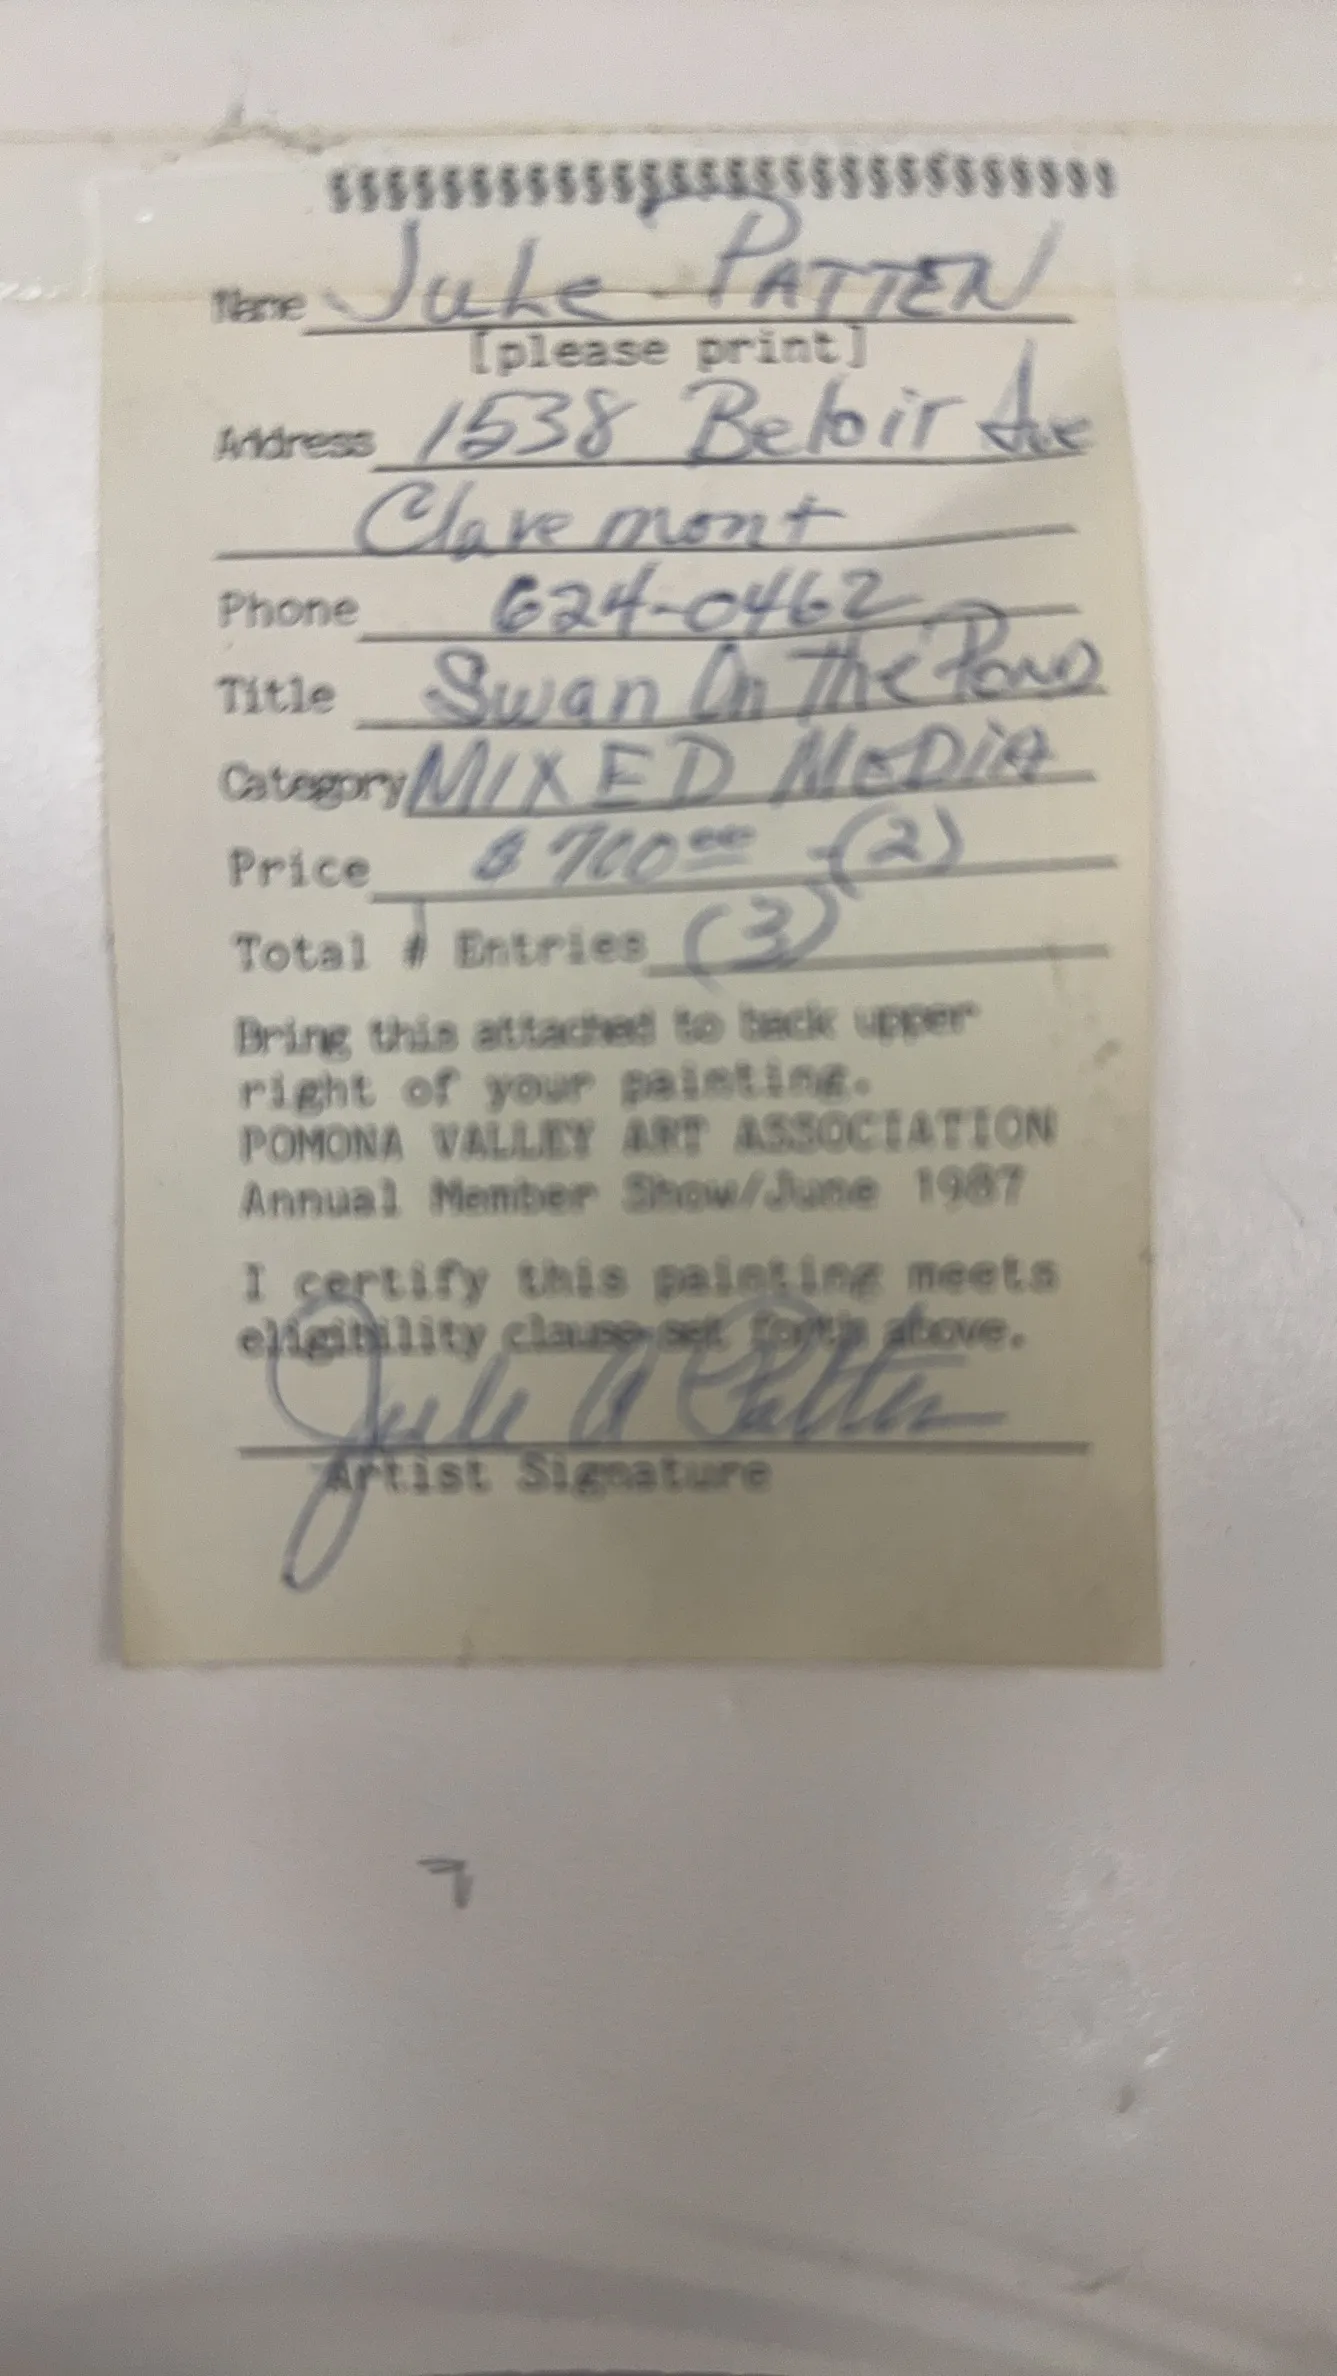 §§§§§§§§§§§§§§§§§§§§§§§§§§§§
Name Jule PATTEN
[please print]
Address 1538 Beloit Ave
Claremont
Phone 624-0462
Title Swan On The Pond
Category MIXED MEDIA
Price $700.00 (2)
Total # Entries (3)
Bring this attached to back upper
right of your painting.
POMONA VALLEY ART ASSOCIATION
Annual Member Show/June 1987
I certify this painting meets
eligibility clause set forth above.
Jule A Patten
Artist Signature
7